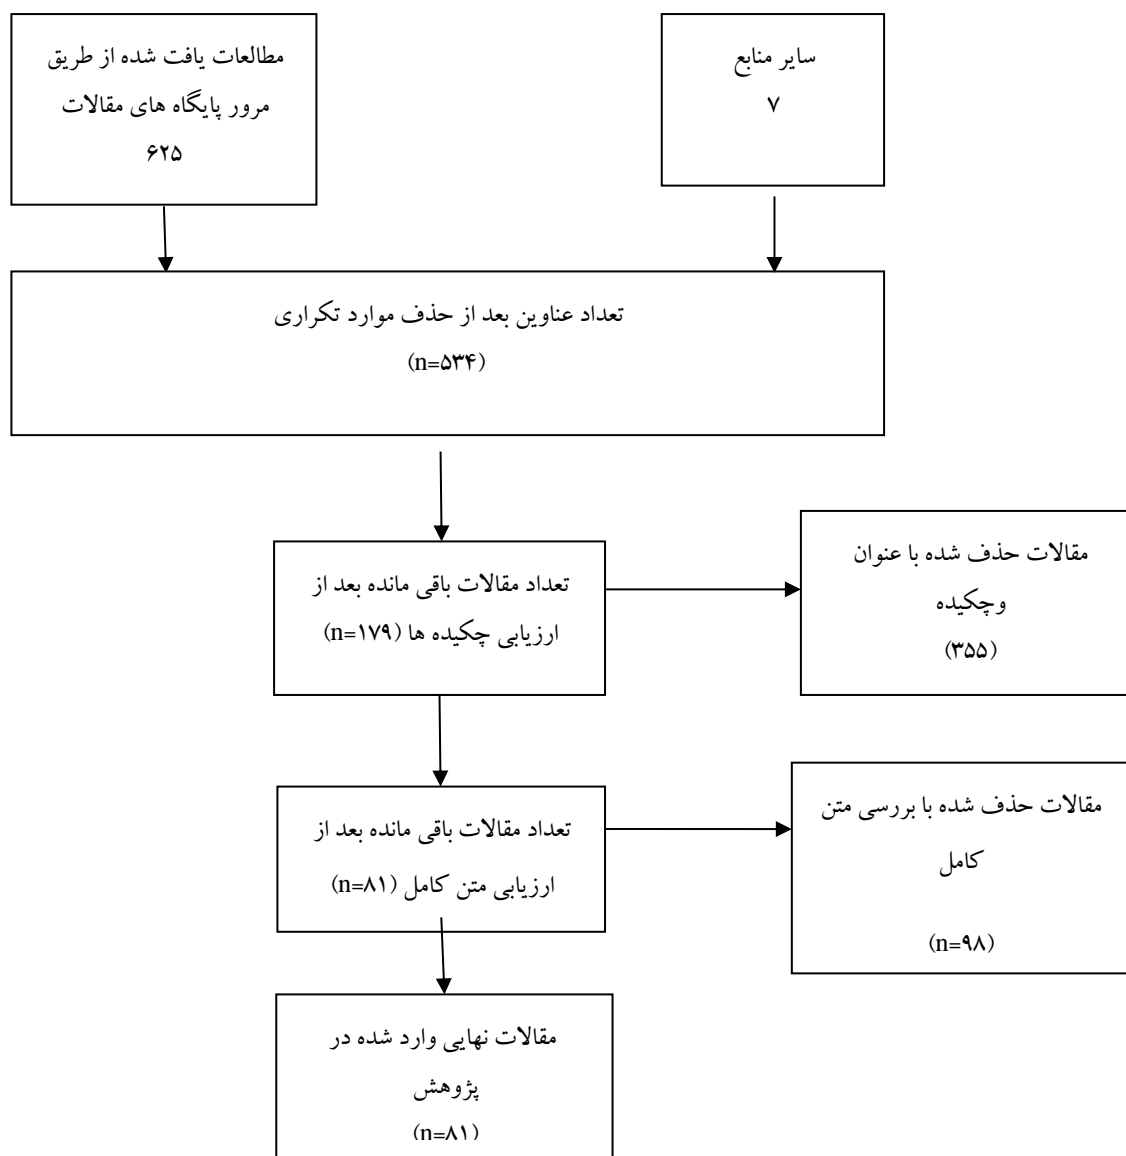 مطالعات یافت شده از طریق
مرور پایگاه های مقالات
۶۲۵
سایر منابع
۷
تعداد عناوین بعد از حذف موارد تکراری
(n=۵۳۴)
تعداد مقالات باقی مانده بعد از
ارزیابی چکیده ها (n=۱۷۹)
مقالات حذف شده با عنوان
وچکیده
(۳۵۵)
تعداد مقالات باقی مانده بعد از
ارزیابی متن کامل (n=۸۱)
مقالات حذف شده با بررسی متن
کامل
(n=۹۸)
مقالات نهایی وارد شده در
پژوهش
(n=۸۱)